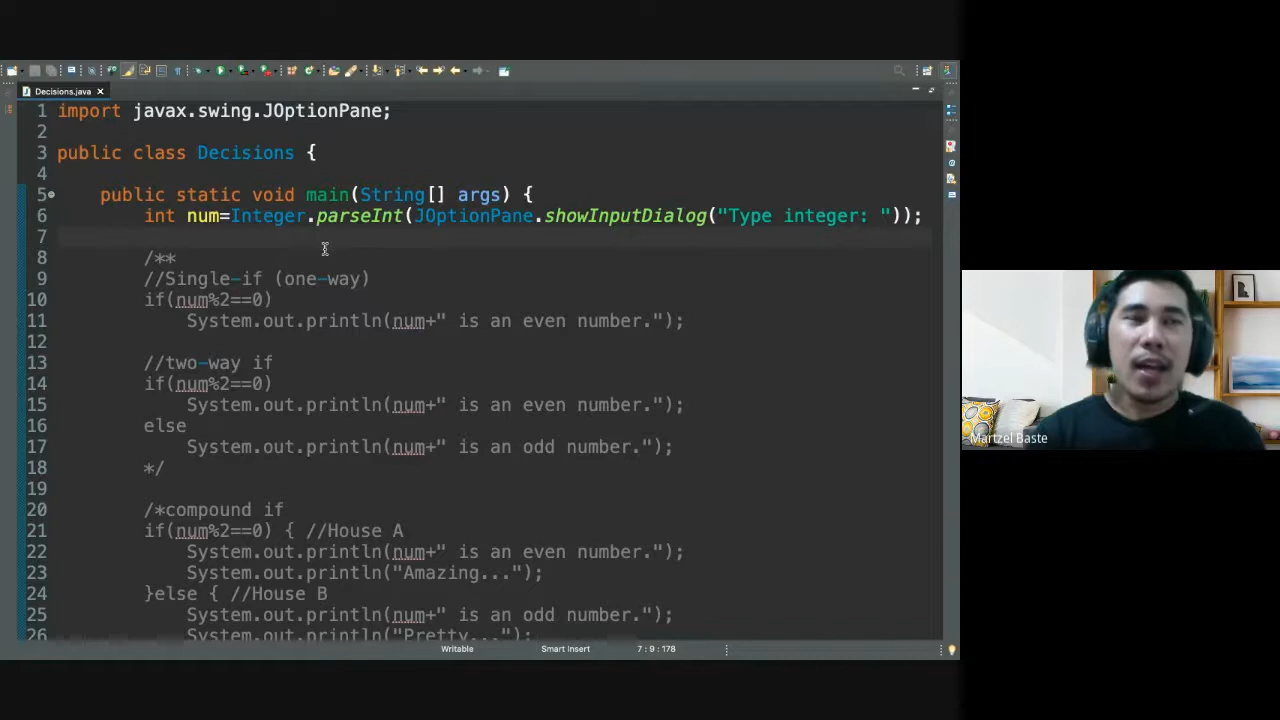 Decisions.java
1 import javax.swing.JOptionPane;
2
3 public class Decisions {
4
5 public static void main(String[] args) {
6 int num=Integer.parseInt(JOptionPane.showInputDialog("Type integer: "));
7
8 /**
9 //Single-if (one-way)
10 if(num%2==0)
11 System.out.println(num+" is an even number.");
12
13 //two-way if
14 if(num%2==0)
15 System.out.println(num+" is an even number.");
16 else
17 System.out.println(num+" is an odd number.");
18 */
19
20 /*compound if
21 if(num%2==0) { //House A
22 System.out.println(num+" is an even number.");
23 System.out.println("Amazing...");
24 }else { //House B
25 System.out.println(num+" is an odd number.");
26 System.out.println("Pretty...");
Writable Smart Insert 7 : 9 : 178
Martzel Baste